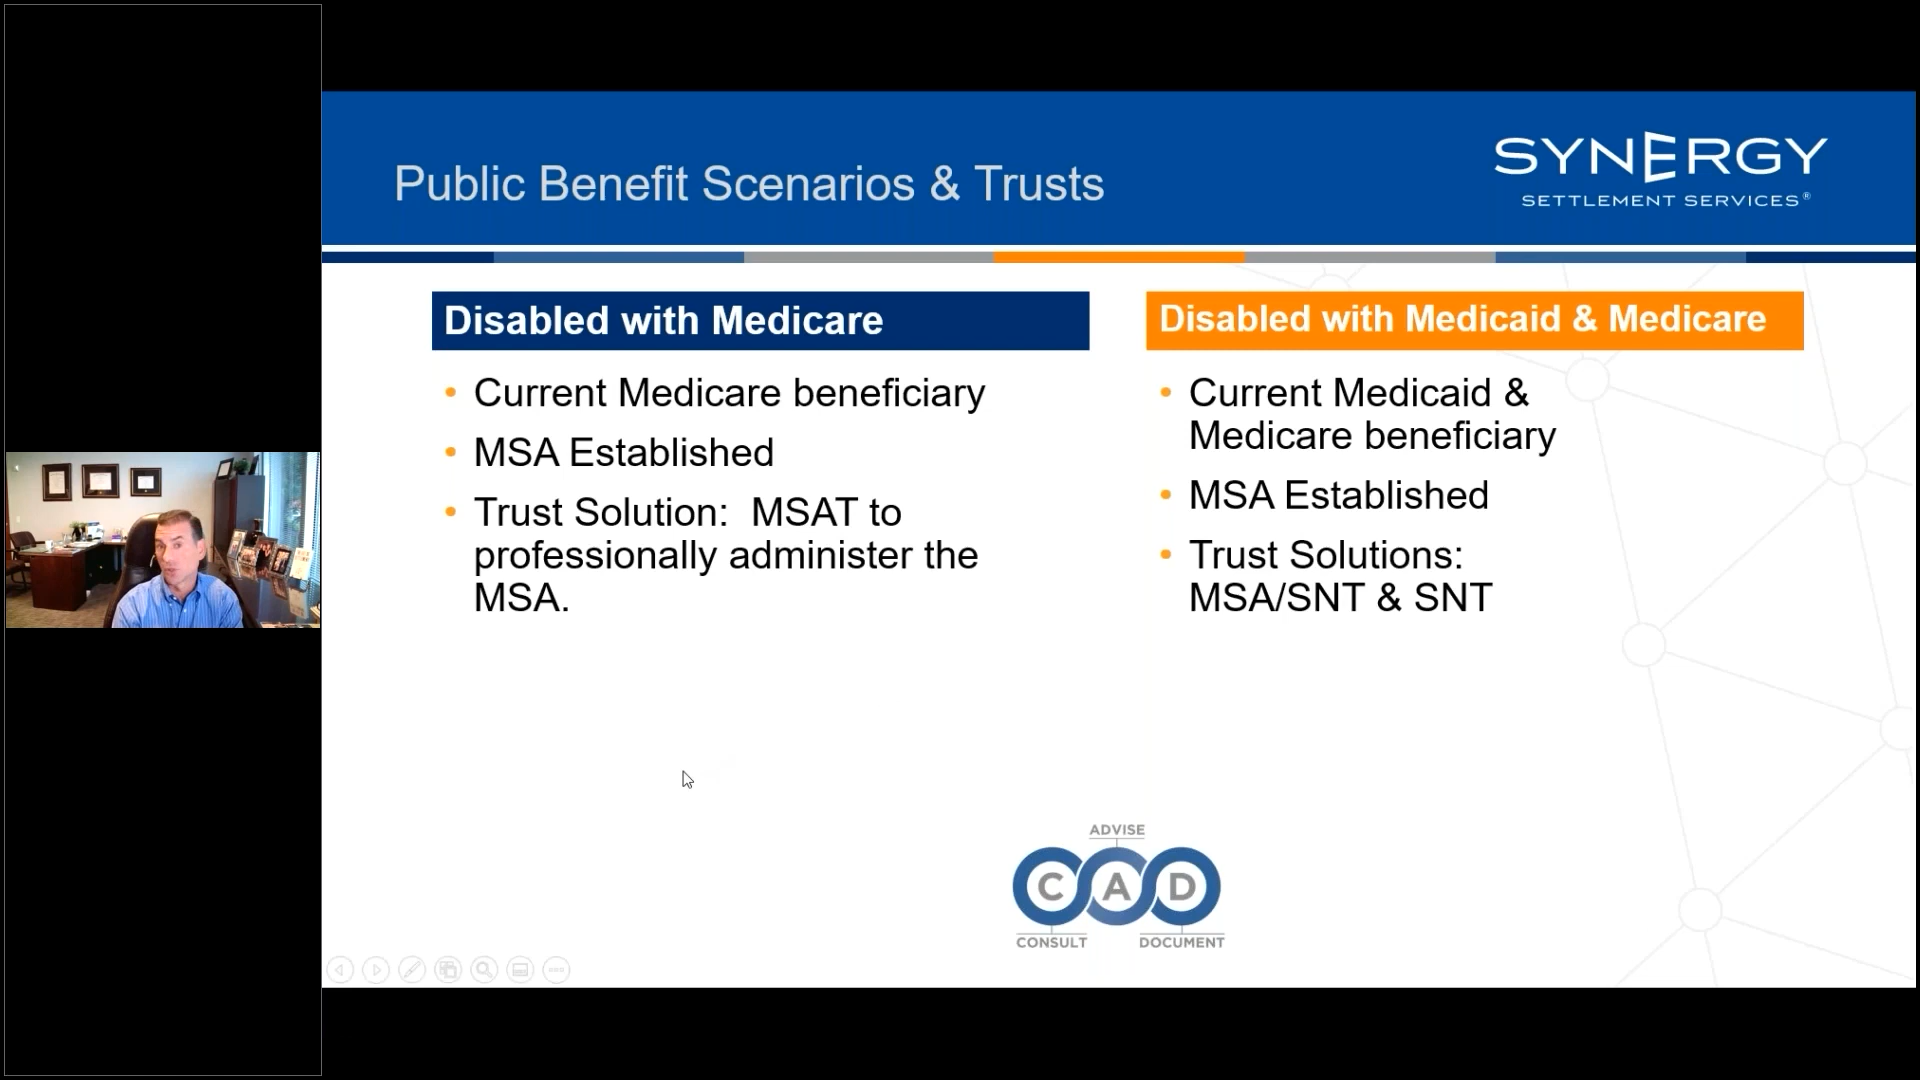 Public Benefit Scenarios & Trusts
SYNERGY
SETTLEMENT SERVICES®
Disabled with Medicare
• Current Medicare beneficiary
• MSA Established
• Trust Solution:  MSAT to
professionally administer the
MSA.
Disabled with Medicaid & Medicare
• Current Medicaid &
Medicare beneficiary
• MSA Established
• Trust Solutions:
MSA/SNT & SNT
ADVISE
C A D
CONSULT
DOCUMENT